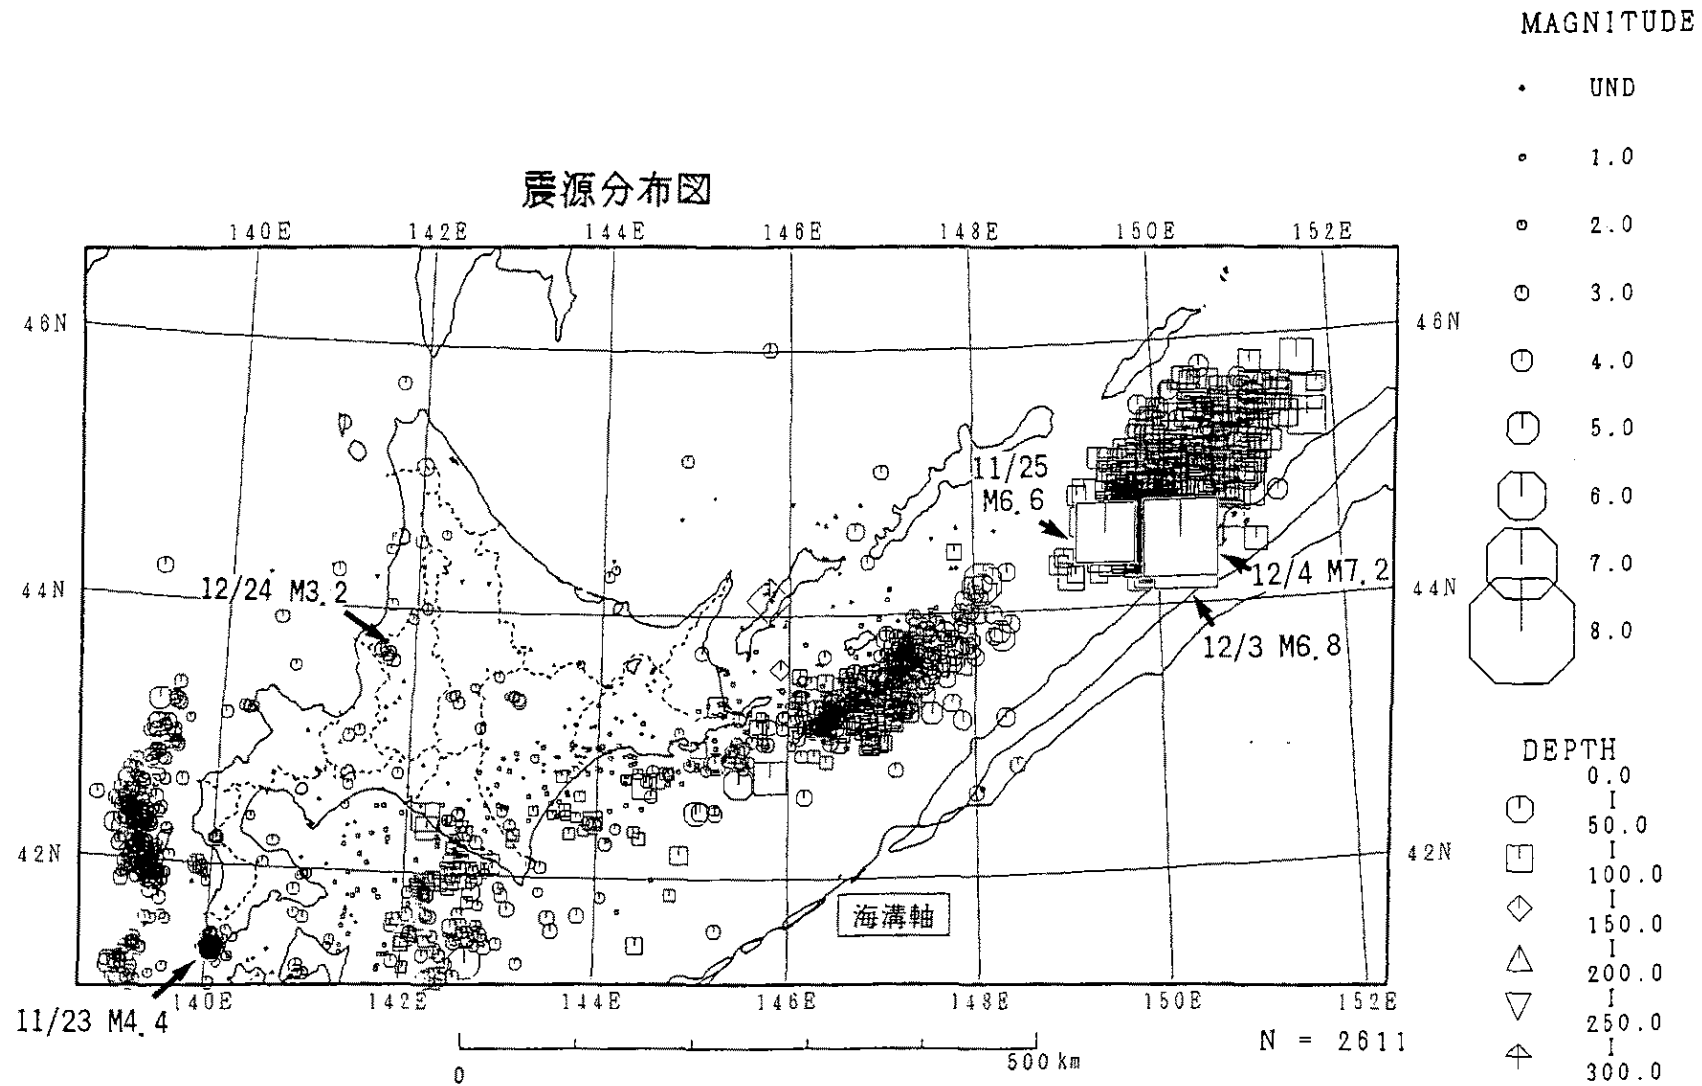 MAGNITUDE
UND
1.0
2.0
3.0
4.0
5.0
6.0
7.0
8.0
震源分布図
140E 142E 144E 146E 148E 150E 152E
46N 46N
11/25
M6.6
12/4 M7.2
44N 44N
12/24 M3.2
12/3 M6.8
42N 42N
海溝軸
140E 142E 144E 146E 148E 150E 152E
11/23 M4.4
N = 2611
0 500km
DEPTH
0.0
I
50.0
I
100.0
I
150.0
I
200.0
I
250.0
I
300.0